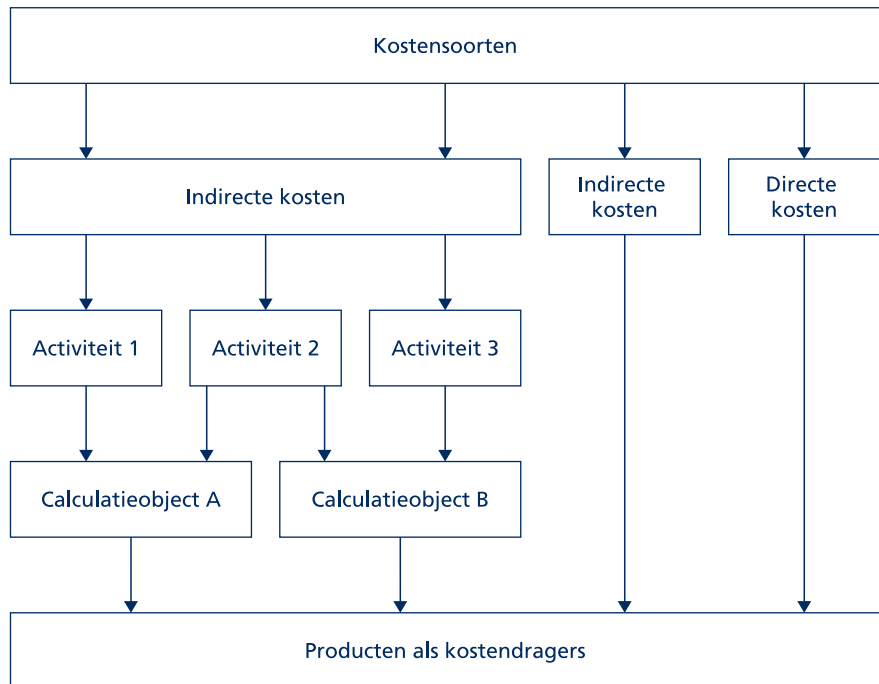 Kostensoorten
Indirecte kosten
Indirecte
kosten
Directe
kosten
Activiteit 1
Activiteit 2
Activiteit 3
Calculatieobject A
Calculatieobject B
Producten als kostendragers